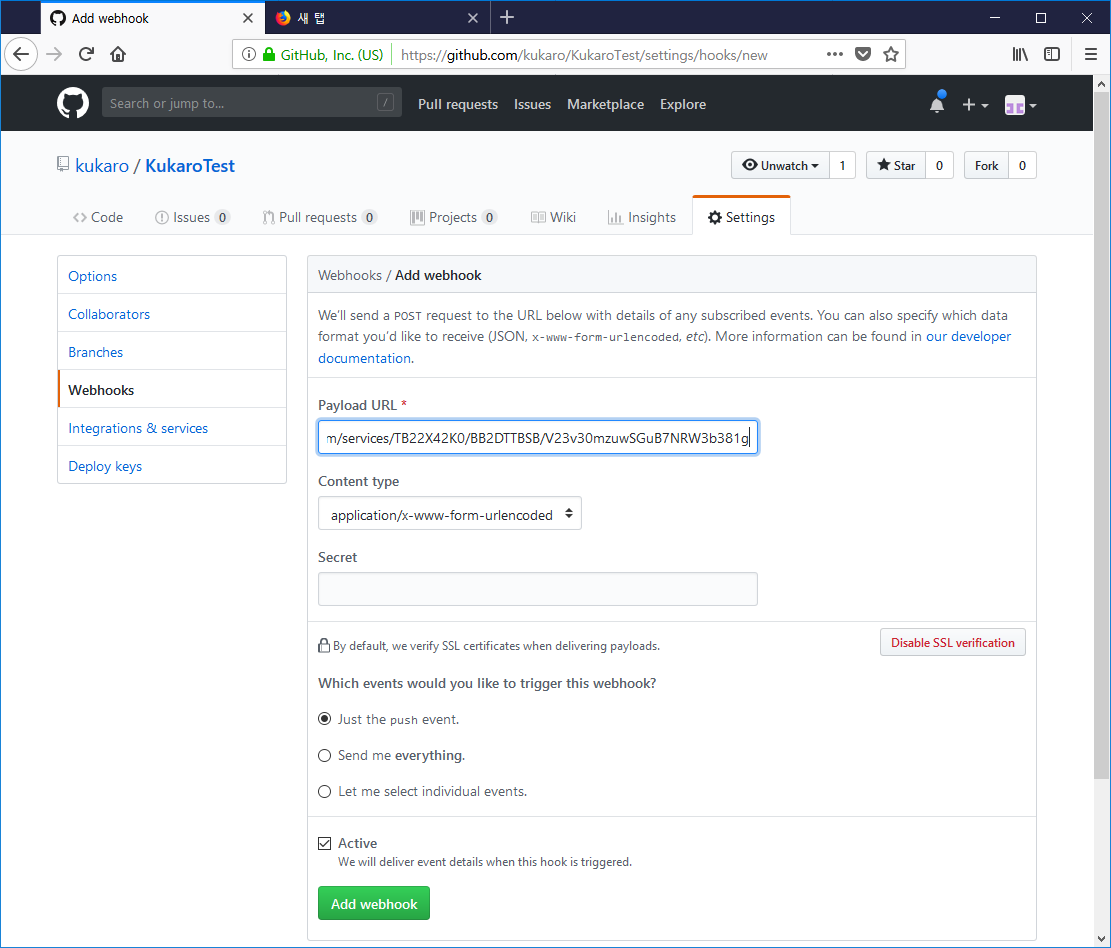 Add webhook
새 탭
GitHub, Inc. (US)
https://github.com/kukaro/KukaroTest/settings/hooks/new
Search or jump to...
/
Pull requests
Issues
Marketplace
Explore
kukaro / KukaroTest
Unwatch
1
Star
0
Fork
0
Code
Issues 0
Pull requests 0
Projects 0
Wiki
Insights
Settings
Options
Collaborators
Branches
Webhooks
Integrations & services
Deploy keys
Webhooks / Add webhook
We'll send a POST request to the URL below with details of any subscribed events. You can also specify which data
format you'd like to receive (JSON, x-www-form-urlencoded, etc). More information can be found in our developer
documentation.
Payload URL *
m/services/TB22X42K0/BB2DTTBSB/V23v30mzuwSGuB7NRW3b381g
Content type
application/x-www-form-urlencoded
Secret
By default, we verify SSL certificates when delivering payloads.
Disable SSL verification
Which events would you like to trigger this webhook?
Just the push event.
Send me everything.
Let me select individual events.
Active
We will deliver event details when this hook is triggered.
Add webhook